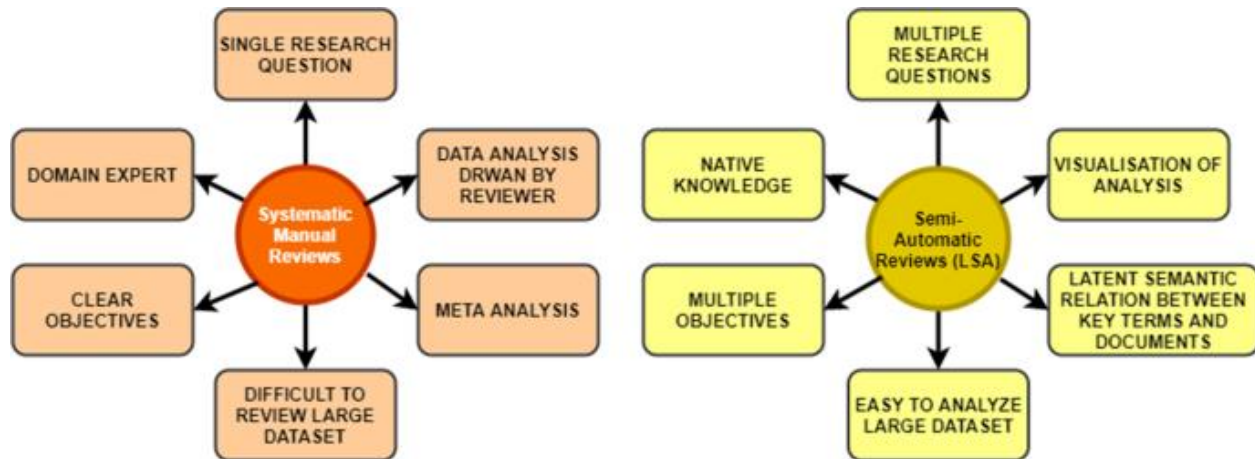 SINGLE RESEARCH
QUESTION
DOMAIN EXPERT
DATA ANALYSIS
DRWAN BY
REVIEWER
Systematic
Manual
Reviews
CLEAR
OBJECTIVES
META ANALYSIS
DIFFICULT TO
REVIEW LARGE
DATASET
MULTIPLE
RESEARCH
QUESTIONS
NATIVE
KNOWLEDGE
VISUALISATION OF
ANALYSIS
Semi-
Automatic
Reviews (LSA)
MULTIPLE
OBJECTIVES
LATENT SEMANTIC
RELATION BETWEEN
KEY TERMS AND
DOCUMENTS
EASY TO ANALYZE
LARGE DATASET